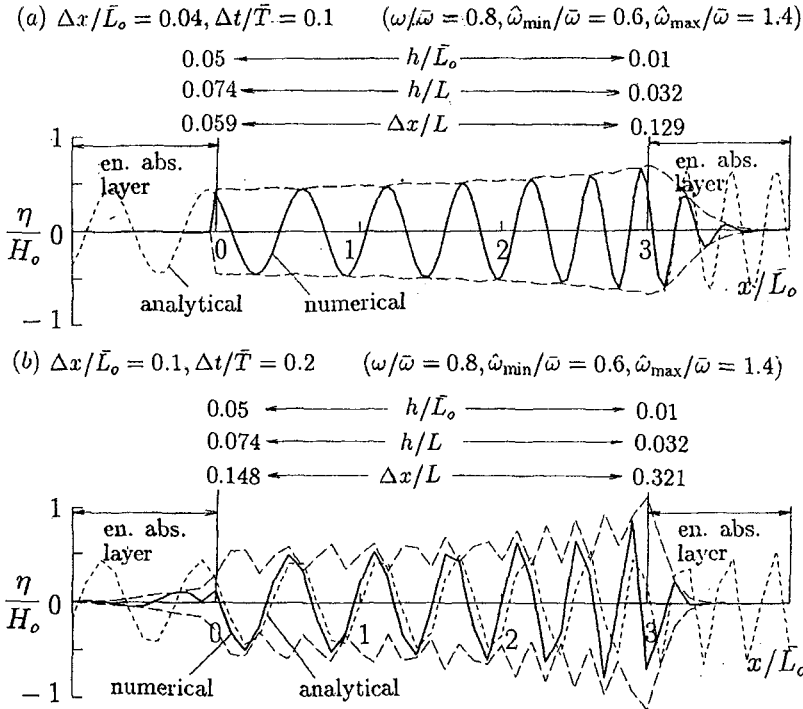 (a) Δx/L̄ₒ = 0.04, Δt/T̄ = 0.1 (ω/ω̄ = 0.8, ω̂min/ω̄ = 0.6, ω̂max/ω̄ = 1.4)
0.05 h/L̄ₒ 0.01
0.074 h/L 0.032
0.059 Δx/L 0.129
1
en. abs. layer
en. abs. layer
η/Hₒ 0
0 1 2 3 x/L̄ₒ
analytical numerical
−1
(b) Δx/L̄ₒ = 0.1, Δt/T̄ = 0.2 (ω/ω̄ = 0.8, ω̂min/ω̄ = 0.6, ω̂max/ω̄ = 1.4)
0.05 h/L̄ₒ 0.01
0.074 h/L 0.032
0.148 Δx/L 0.321
1
en. abs. layer
en. abs. layer
η/Hₒ 0
0 1 2 3 x/L̄ₒ
numerical analytical
−1